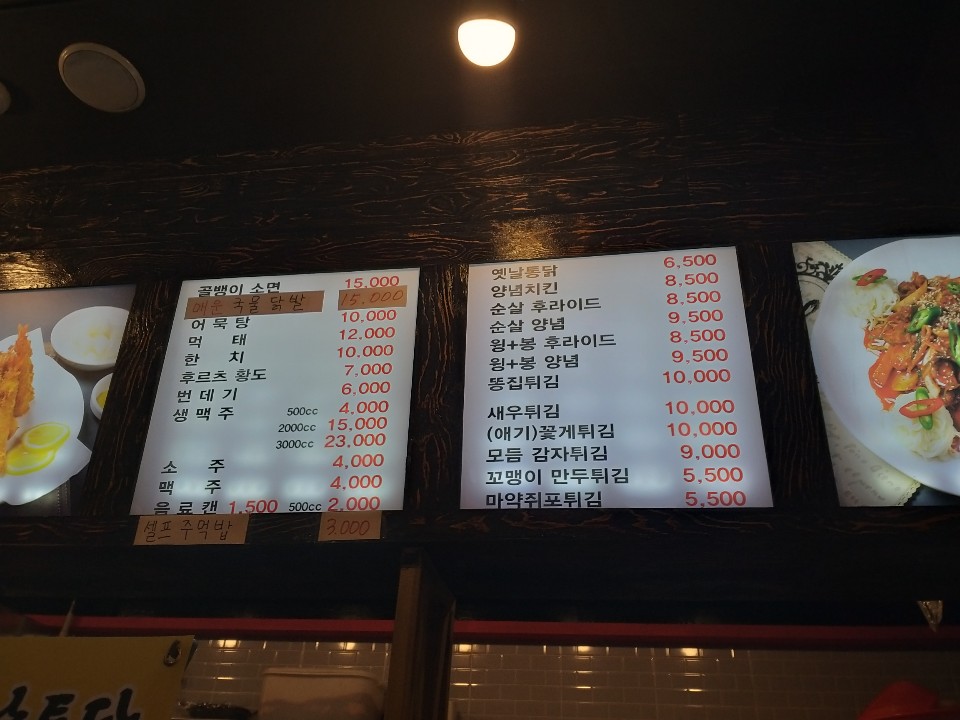 골뱅이 소면 15,000
매운 국물 닭발 15.000
어묵탕 10,000
먹 태 12,000
한 치 10,000
후르츠 황도 7,000
번데기 6,000
생맥주 500cc 4,000
2000cc 15,000
3000cc 23,000
소 주 4,000
맥 주 4,000
음료캔 1,500 500cc 2,000
셀프 주먹밥 3.000
옛날통닭 6,500
양념치킨 8,500
순살 후라이드 8,500
순살 양념 9,500
윙+봉 후라이드 8,500
윙+봉 양념 9,500
똥집튀김 10,000
새우튀김 10,000
(애기)꽃게튀김 10,000
모듬 감자튀김 9,000
꼬맹이 만두튀김 5,500
마약쥐포튀김 5,500